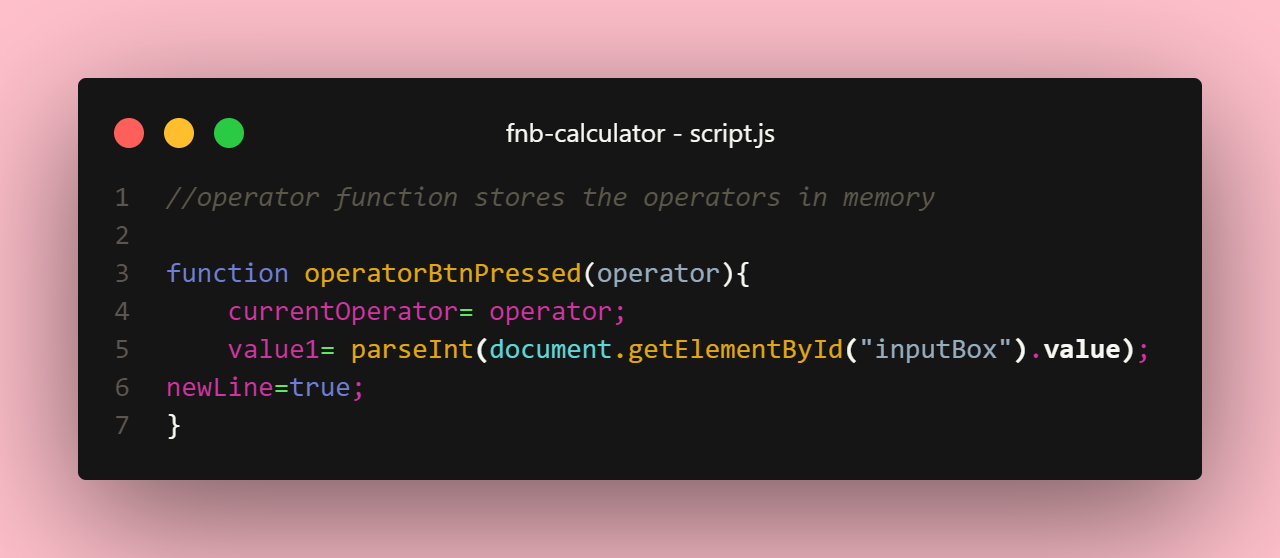 fnb-calculator - script.js
1 //operator function stores the operators in memory
2
3 function operatorBtnPressed(operator){
4     currentOperator= operator;
5     value1= parseInt(document.getElementById("inputBox").value);
6 newLine=true;
7 }